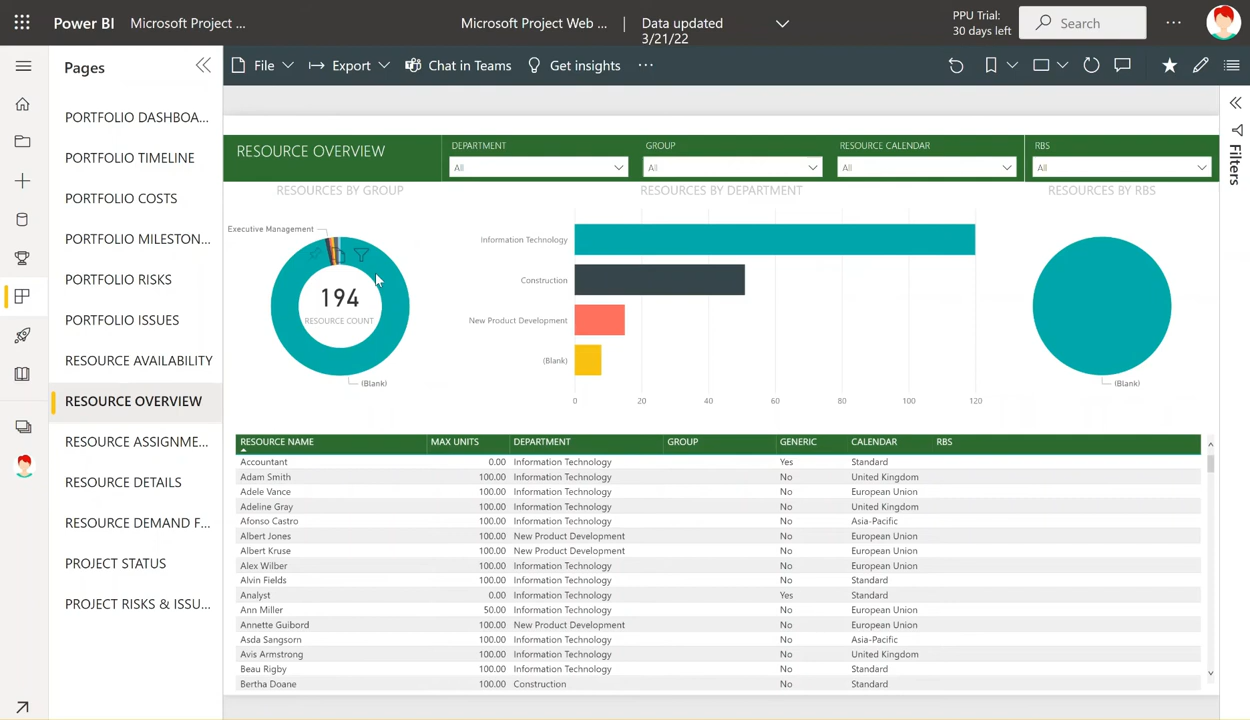 Power BI Microsoft Project ... Microsoft Project Web ... | Data updated 3/21/22
PPU Trial: 30 days left
Search
Pages
File Export Chat in Teams Get insights ...
PORTFOLIO DASHBOA...
PORTFOLIO TIMELINE
PORTFOLIO COSTS
PORTFOLIO MILESTON...
PORTFOLIO RISKS
PORTFOLIO ISSUES
RESOURCE AVAILABILITY
RESOURCE OVERVIEW
RESOURCE ASSIGNME...
RESOURCE DETAILS
RESOURCE DEMAND F...
PROJECT STATUS
PROJECT RISKS & ISSU...
RESOURCE OVERVIEW
DEPARTMENT
All
GROUP
All
RESOURCE CALENDAR
All
RBS
All
Filters
RESOURCES BY GROUP
Executive Management
194
RESOURCE COUNT
(Blank)
RESOURCES BY DEPARTMENT
Information Technology
Construction
New Product Development
(Blank)
0 20 40 60 80 100 120
RESOURCES BY RBS
(Blank)
RESOURCE NAME MAX UNITS DEPARTMENT GROUP GENERIC CALENDAR RBS
Accountant 0.00 Information Technology Yes Standard
Adam Smith 100.00 Information Technology No United Kingdom
Adele Vance 100.00 Information Technology No European Union
Adeline Gray 100.00 Information Technology No United Kingdom
Afonso Castro 100.00 Information Technology No Asia-Pacific
Albert Jones 100.00 New Product Development No European Union
Albert Kruse 100.00 New Product Development No European Union
Alex Wilber 100.00 Information Technology No European Union
Alvin Fields 100.00 Information Technology No Standard
Analyst 0.00 Information Technology Yes Standard
Ann Miller 50.00 Information Technology No European Union
Annette Guibord 100.00 New Product Development No European Union
Asda Sangsorn 100.00 Information Technology No Asia-Pacific
Avis Armstrong 100.00 Information Technology No United Kingdom
Beau Rigby 100.00 Information Technology No Standard
Bertha Doane 100.00 Construction No Standard